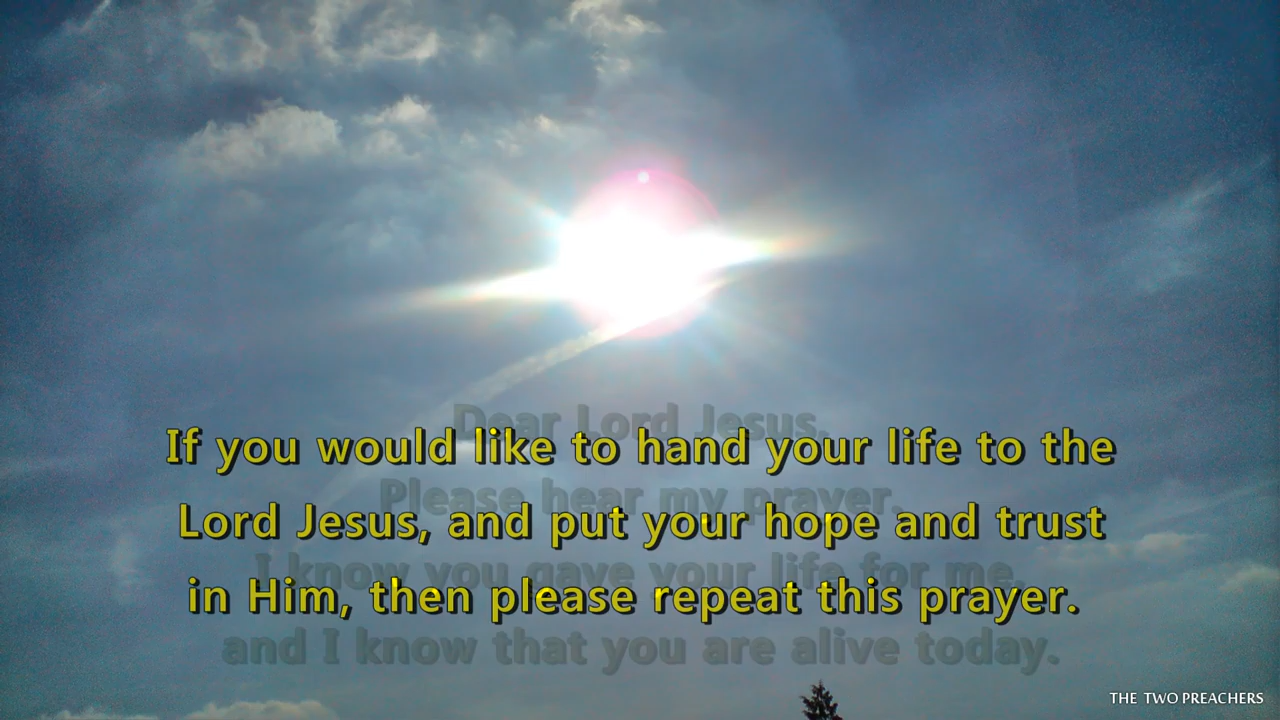 Dear Lord Jesus,
If you would like to hand your life to the
Please hear my prayer.
Lord Jesus, and put your hope and trust
I know you gave your life for me,
in Him, then please repeat this prayer.
and I know that you are alive today.
THE TWO PREACHERS